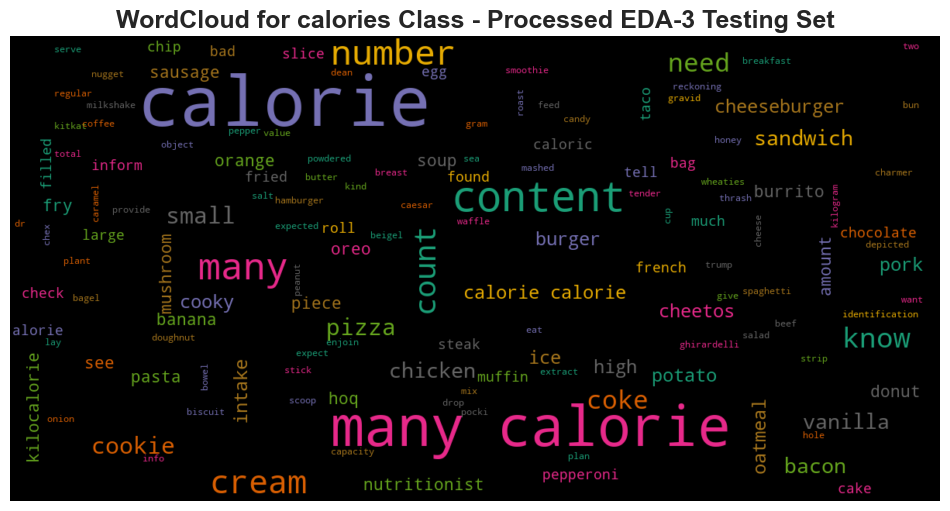 WordCloud for calories Class - Processed EDA-3 Testing Set
serve chip bad slice number egg need two
nugget sausage dean smoothie breakfast
regular calorie reckoning
milkshake roast gravid cheeseburger bun
kitkat coffee pepper value gram feed candy taco
total object caloric sandwich honey
filled inform orange powdered soup sea mashed bag
fried butter kind breast found tell wheaties charmer
fry caramel salt hamburger caesar content tender thrash burrito kilogram
dr provide small expected roll beigel waffle cup much cheese chocolate
chex large oreo count burger amount depicted
plant many french trump pork
check bagel mushroom peanut calorie calorie give spaghetti want
cooky piece cheetos identification
alorie banana pizza eat salad beef know
lay doughnut enjoin steak ghirardelli
see expect ice high strip
pasta bowel stick chicken muffin extract potato
kilocalorie intake mix donut
biscuit scoop hoq drop pocki coke vanilla
onion many calorie oatmeal hole
cookie info capacity plan bacon
cream nutritionist pepperoni cake